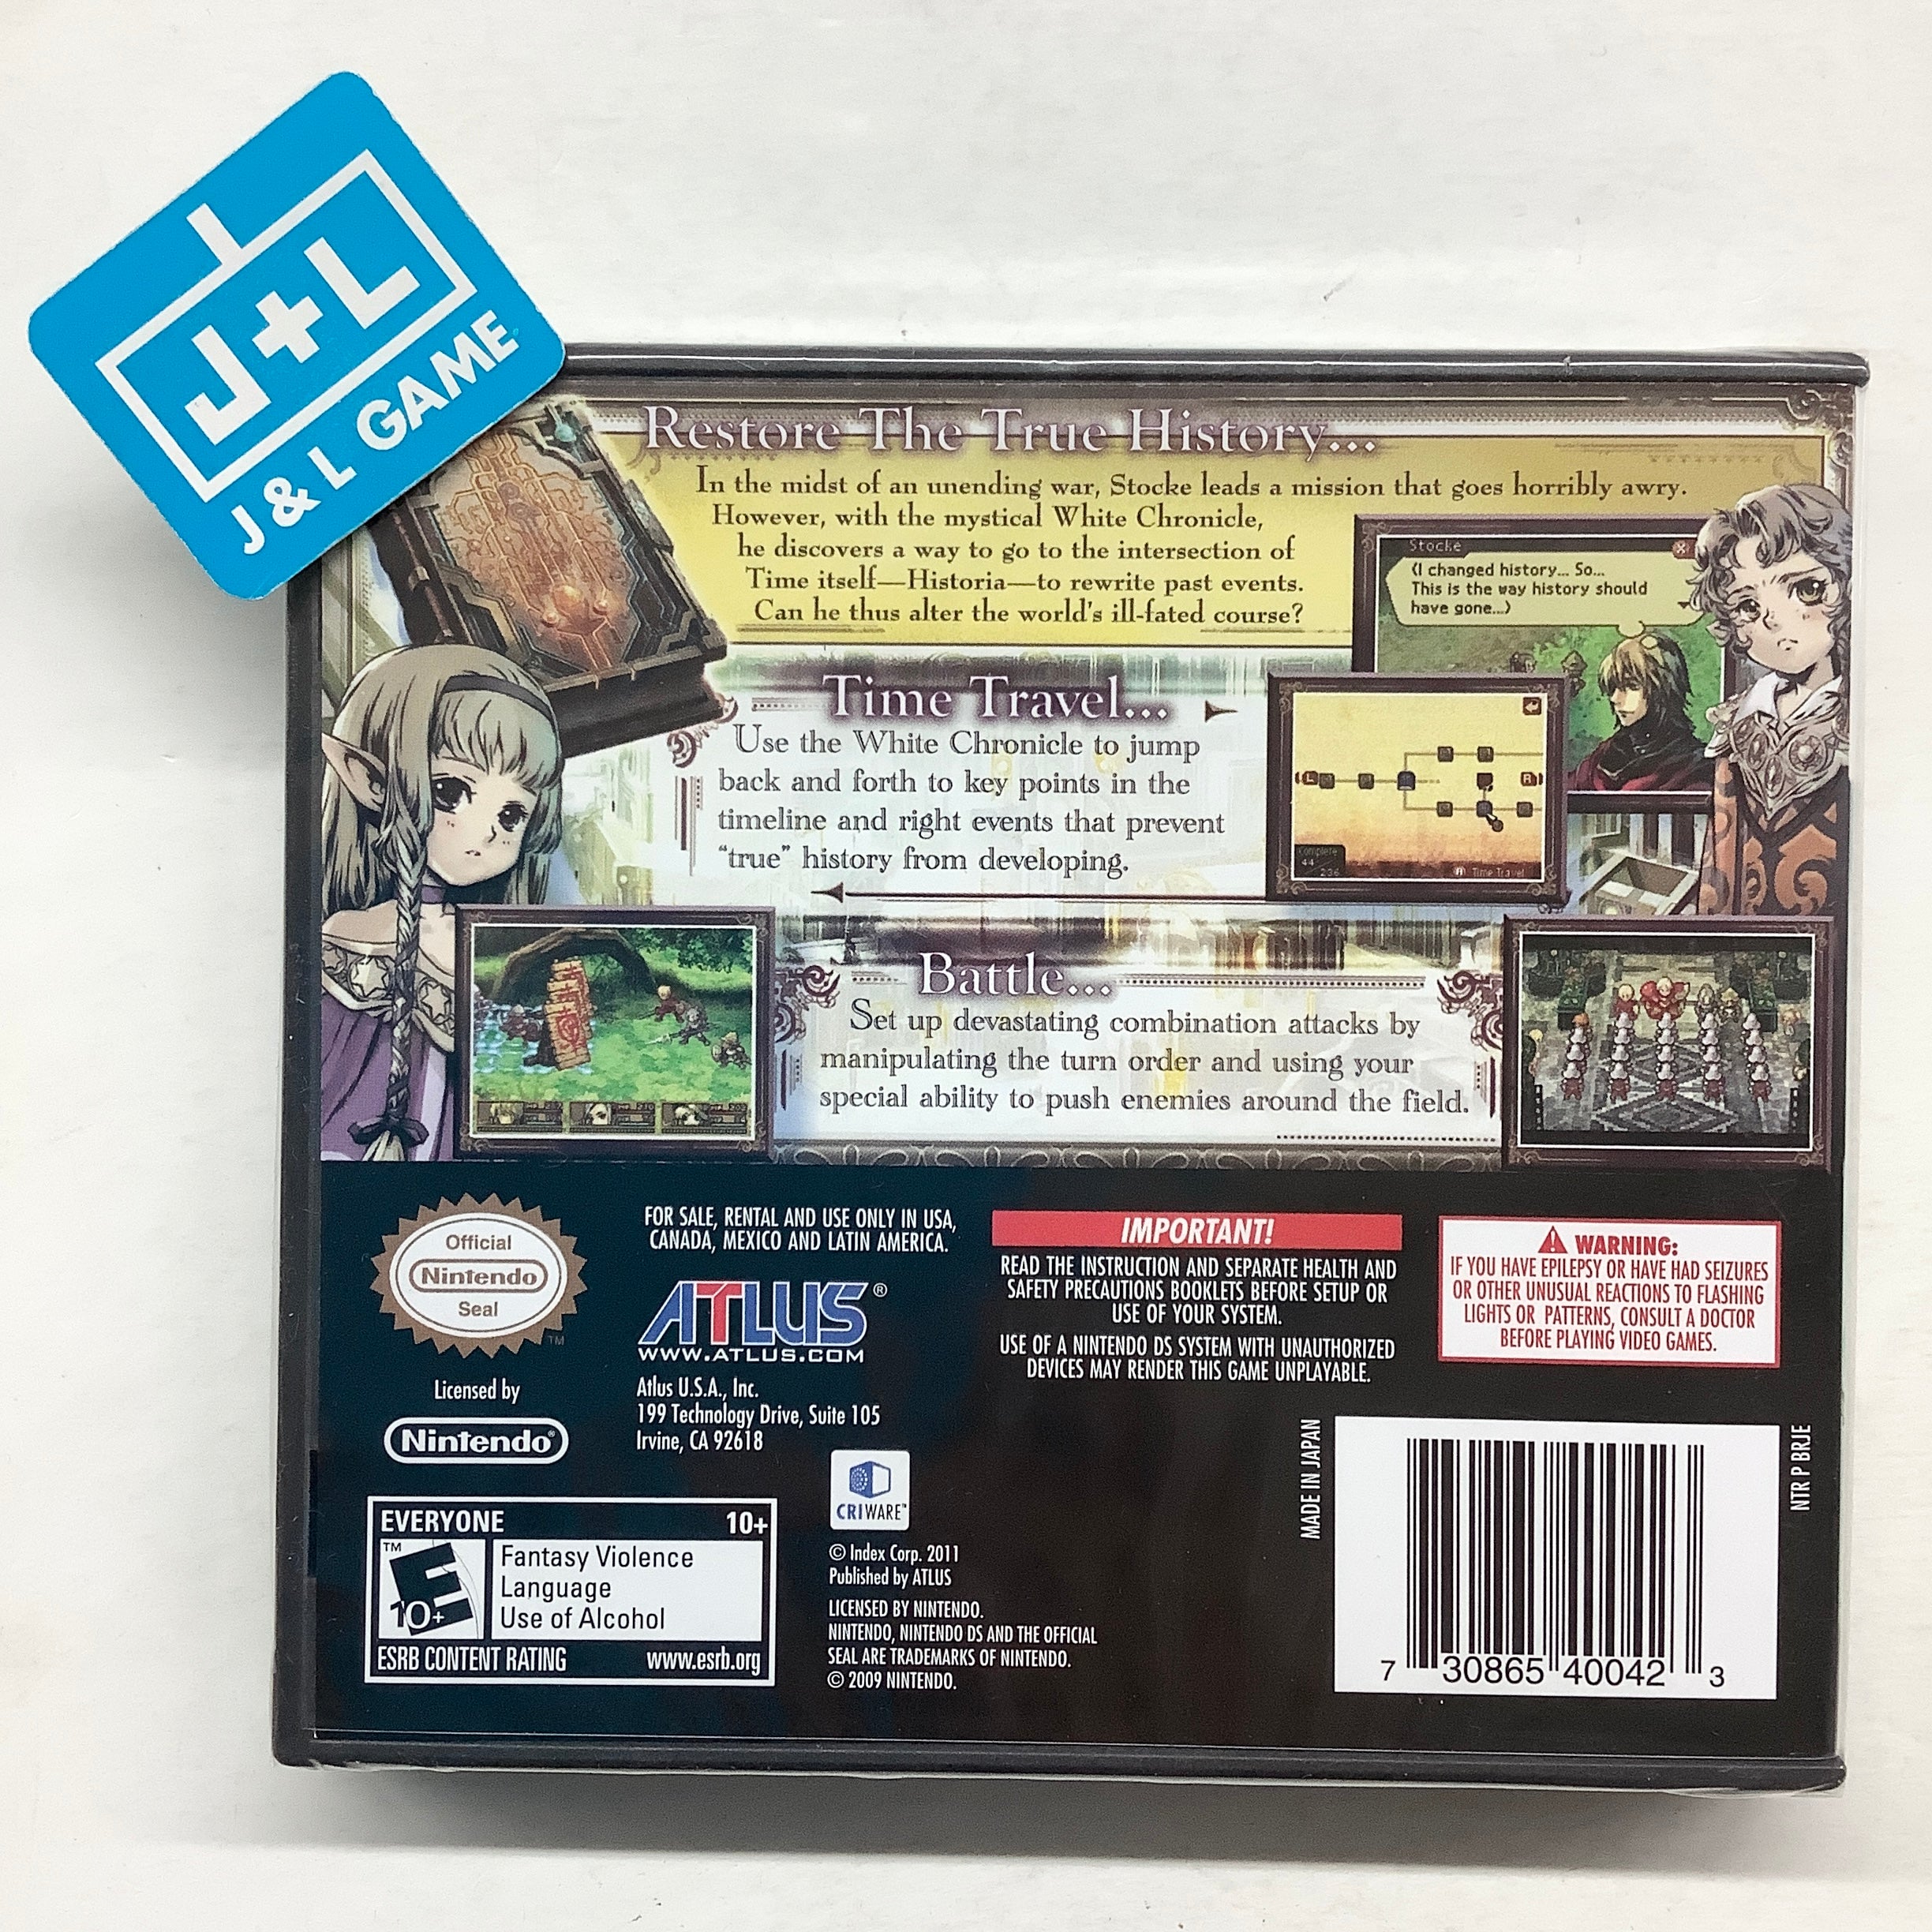 J+L
J & L GAME
Restore The True History...
In the midst of an unending war, Stocke leads a mission that goes horribly awry.
However, with the mystical White Chronicle,
he discovers a way to go to the intersection of
Time itself—Historia—to rewrite past events.
Can he thus alter the world's ill-fated course?
Stocke
(I changed history... So...
This is the way history should
have gone...)
Time Travel...
Use the White Chronicle to jump
back and forth to key points in the
timeline and right events that prevent
“true” history from developing.
L
R
Complete
44
236
A Time Travel
Battle...
Set up devastating combination attacks by
manipulating the turn order and using your
special ability to push enemies around the field.
Official
Nintendo
Seal
TM
Licensed by
Nintendo®
FOR SALE, RENTAL AND USE ONLY IN USA,
CANADA, MEXICO AND LATIN AMERICA.
ATLUS®
WWW.ATLUS.COM
Atlus U.S.A., Inc.
199 Technology Drive, Suite 105
Irvine, CA 92618
IMPORTANT!
READ THE INSTRUCTION AND SEPARATE HEALTH AND
SAFETY PRECAUTIONS BOOKLETS BEFORE SETUP OR
USE OF YOUR SYSTEM.
USE OF A NINTENDO DS SYSTEM WITH UNAUTHORIZED
DEVICES MAY RENDER THIS GAME UNPLAYABLE.
WARNING:
IF YOU HAVE EPILEPSY OR HAVE HAD SEIZURES
OR OTHER UNUSUAL REACTIONS TO FLASHING
LIGHTS OR PATTERNS, CONSULT A DOCTOR
BEFORE PLAYING VIDEO GAMES.
EVERYONE 10+
TM
E
10+
Fantasy Violence
Language
Use of Alcohol
ESRB CONTENT RATING www.esrb.org
CRIWARE™
© Index Corp. 2011
Published by ATLUS
LICENSED BY NINTENDO.
NINTENDO, NINTENDO DS AND THE OFFICIAL
SEAL ARE TRADEMARKS OF NINTENDO.
© 2009 NINTENDO.
MADE IN JAPAN
NTR P BRJE
7 30865 40042 3